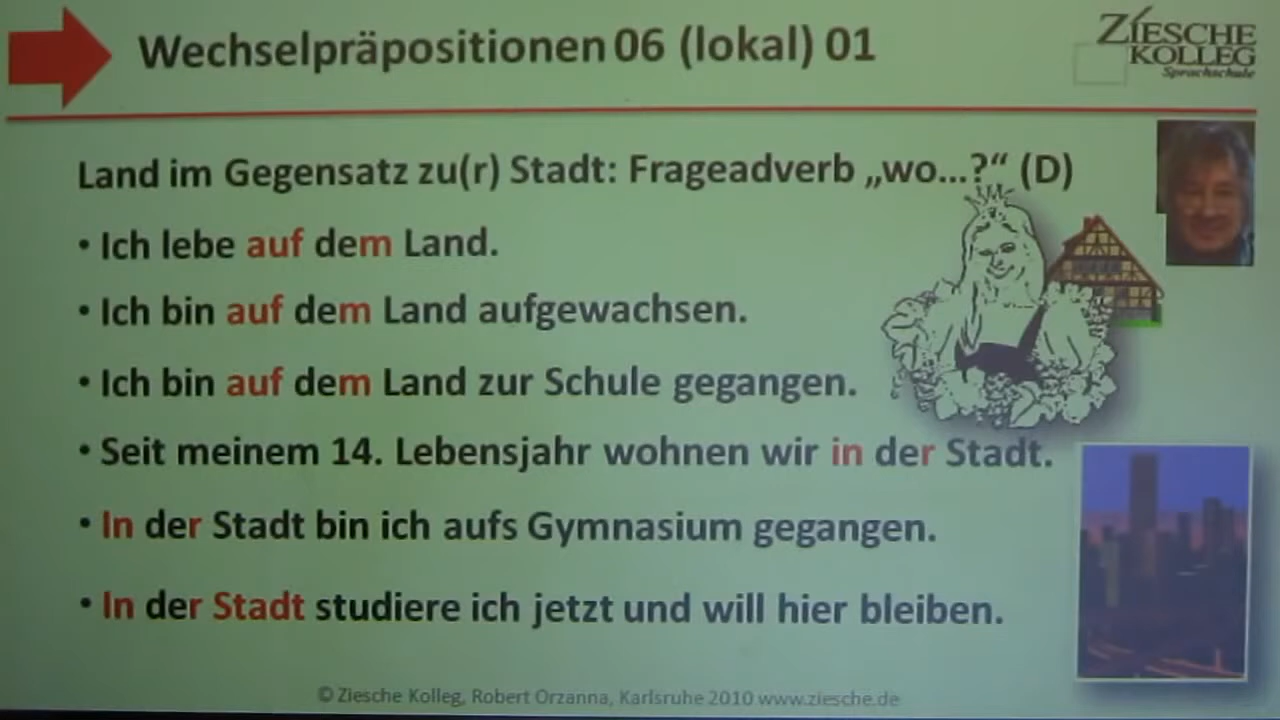 Wechselpräpositionen 06 (lokal) 01
ZIESCHE
KOLLEG
Sprachschule
Land im Gegensatz zu(r) Stadt: Frageadverb „wo...?“ (D)
• Ich lebe auf dem Land.
• Ich bin auf dem Land aufgewachsen.
• Ich bin auf dem Land zur Schule gegangen.
• Seit meinem 14. Lebensjahr wohnen wir in der Stadt.
• In der Stadt bin ich aufs Gymnasium gegangen.
• In der Stadt studiere ich jetzt und will hier bleiben.
© Ziesche Kolleg, Robert Orzanna, Karlsruhe 2010 www.ziesche.de